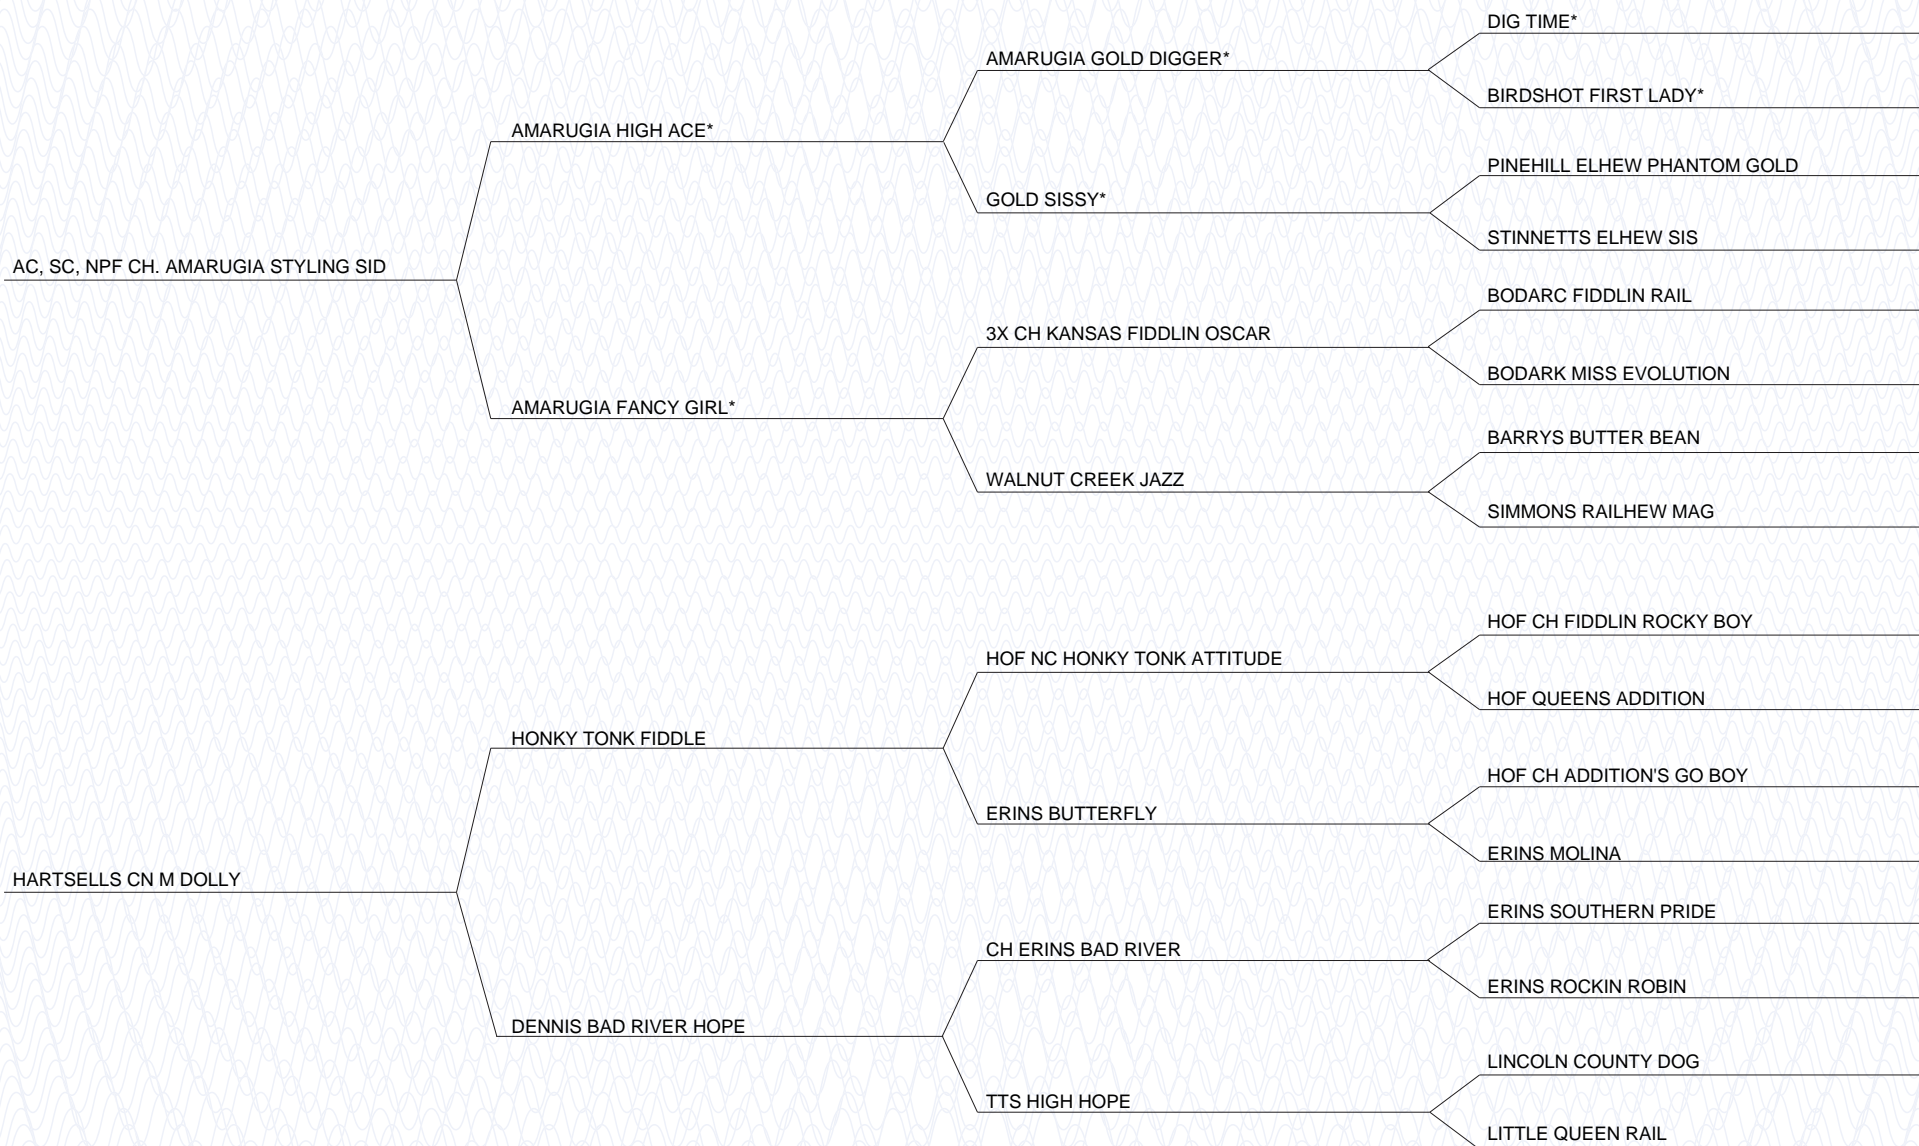 DIG TIME*
AMARUGIA GOLD DIGGER*
BIRDSHOT FIRST LADY*
AMARUGIA HIGH ACE*
PINEHILL ELHEW PHANTOM GOLD
GOLD SISSY*
STINNETTS ELHEW SIS
AC, SC, NPF CH. AMARUGIA STYLING SID
BODARC FIDDLIN RAIL
3X CH KANSAS FIDDLIN OSCAR
BODARK MISS EVOLUTION
AMARUGIA FANCY GIRL*
BARRYS BUTTER BEAN
WALNUT CREEK JAZZ
SIMMONS RAILHEW MAG
HOF CH FIDDLIN ROCKY BOY
HOF NC HONKY TONK ATTITUDE
HOF QUEENS ADDITION
HONKY TONK FIDDLE
HOF CH ADDITION'S GO BOY
ERINS BUTTERFLY
ERINS MOLINA
HARTSELLS CN M DOLLY
ERINS SOUTHERN PRIDE
CH ERINS BAD RIVER
ERINS ROCKIN ROBIN
DENNIS BAD RIVER HOPE
LINCOLN COUNTY DOG
TTS HIGH HOPE
LITTLE QUEEN RAIL